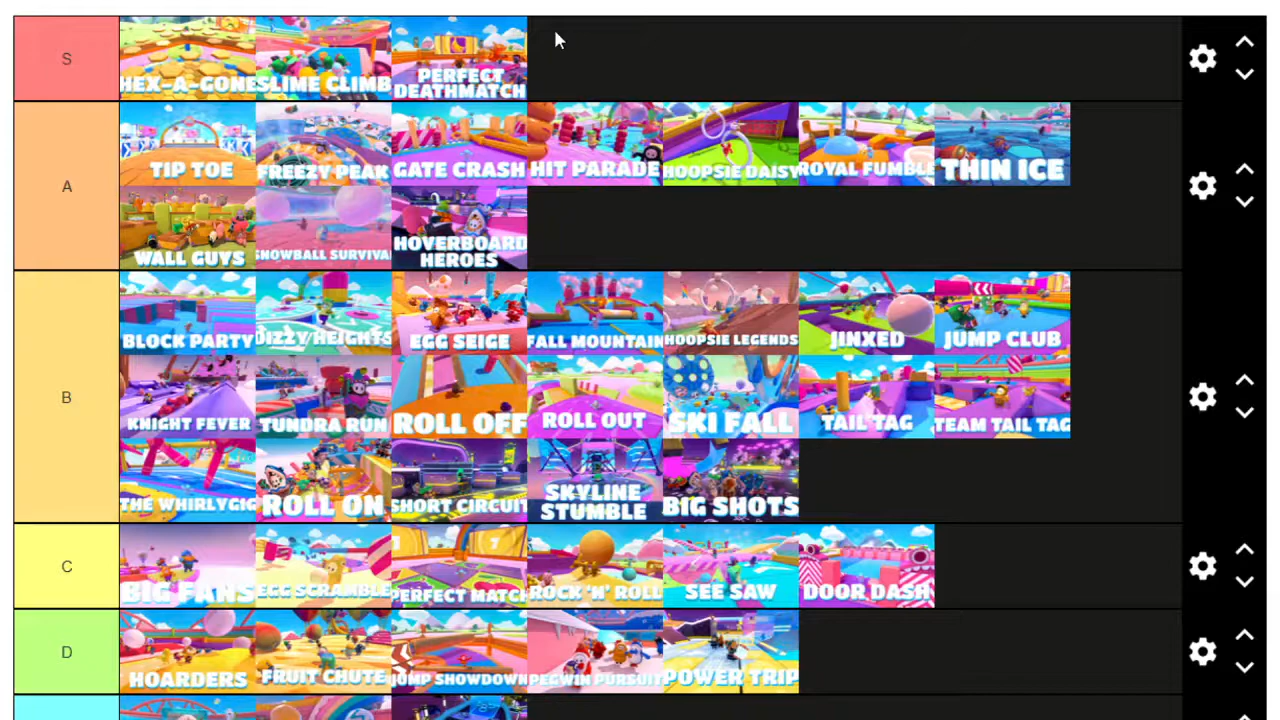 S
HEX-A-GONE
SLIME CLIMB
PERFECT
DEATHMATCH
A
TIP TOE
FREEZY PEAK
GATE CRASH
HIT PARADE
HOOPSIE DAISY
ROYAL FUMBLE
THIN ICE
WALL GUYS
SNOWBALL SURVIVA
HOVERBOARD
HEROES
B
BLOCK PARTY
DIZZY HEIGHTS
EGG SEIGE
FALL MOUNTAIN
HOOPSIE LEGENDS
JINXED
JUMP CLUB
KNIGHT FEVER
TUNDRA RUN
ROLL OFF
ROLL OUT
SKI FALL
TAIL TAG
TEAM TAIL TAG
THE WHIRLYGIG
ROLL ON
SHORT CIRCUIT
SKYLINE
STUMBLE
BIG SHOTS
C
BIG FANS
EGG SCRAMBLE
PERFECT MATCH
ROCK 'N' ROLL
SEE SAW
DOOR DASH
D
HOARDERS
FRUIT CHUTE
JUMP SHOWDOWN
PEGWIN PURSUIT
POWER TRIP